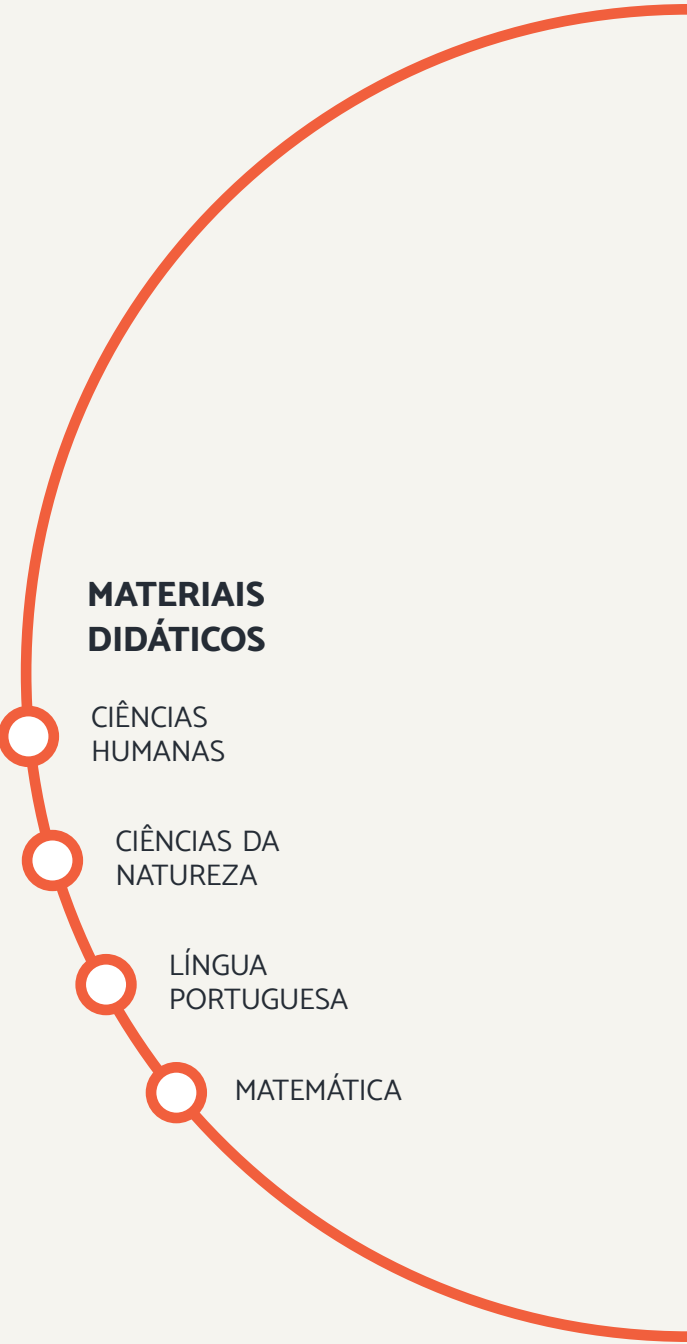 MATERIAIS
DIDÁTICOS
CIÊNCIAS
HUMANAS
CIÊNCIAS DA
NATUREZA
LÍNGUA
PORTUGUESA
MATEMÁTICA